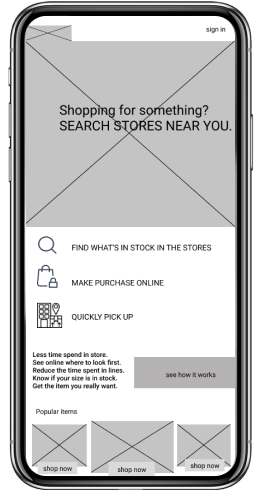 sign in
Shopping for something?
SEARCH STORES NEAR YOU.
FIND WHAT'S IN STOCK IN THE STORES
MAKE PURCHASE ONLINE
QUICKLY PICK UP
Less time spend in store.
See online where to look first.
Reduce the time spent in lines.
Know if your size is in stock.
Get the item you really want.
see how it works
Popular items
shop now
shop now
shop now